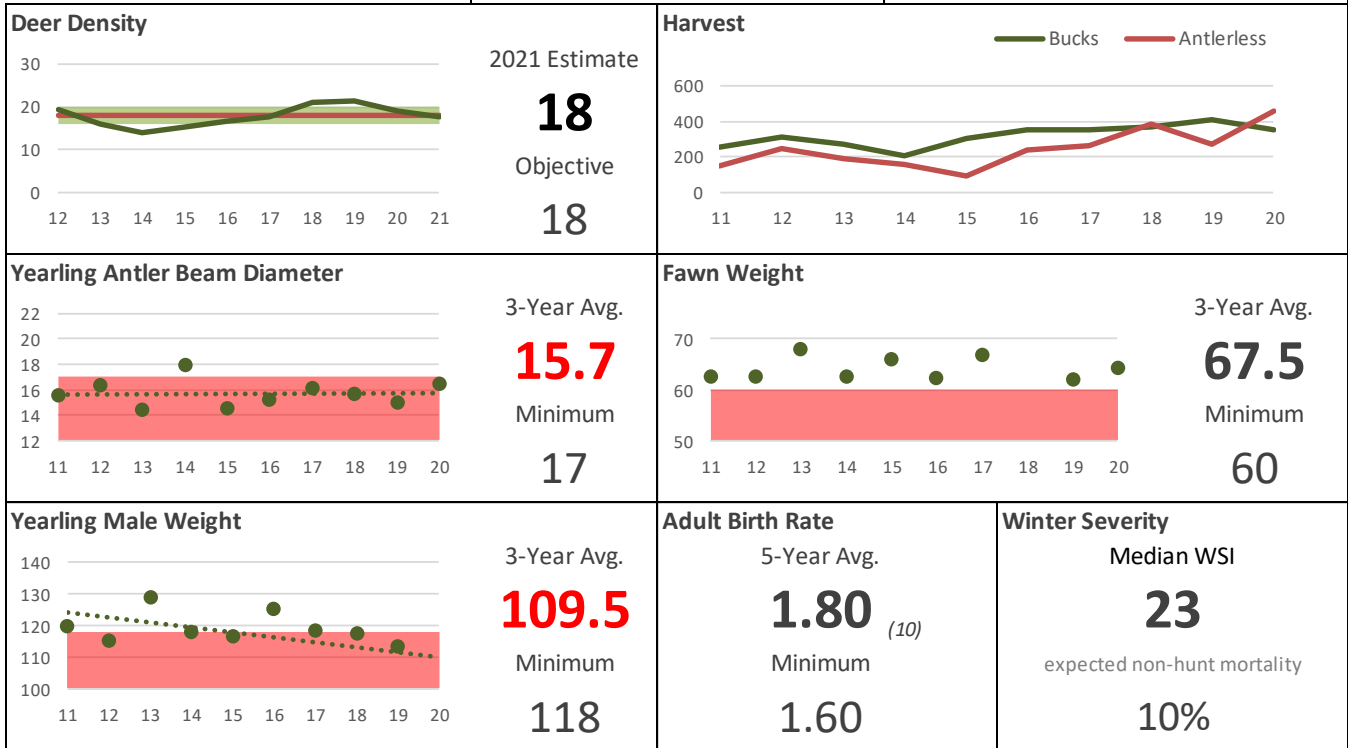 Deer Density
30
20
10
0
12 13 14 15 16 17 18 19 20 21
2021 Estimate
18
Objective
18
Harvest
Bucks Antlerless
600
400
200
0
11 12 13 14 15 16 17 18 19 20
Yearling Antler Beam Diameter
22
20
18
16
14
12
11 12 13 14 15 16 17 18 19 20
3-Year Avg.
15.7
Minimum
17
Fawn Weight
70
60
50
11 12 13 14 15 16 17 18 19 20
3-Year Avg.
67.5
Minimum
60
Yearling Male Weight
140
130
120
110
100
11 12 13 14 15 16 17 18 19 20
3-Year Avg.
109.5
Minimum
118
Adult Birth Rate
5-Year Avg.
1.80 (10)
Minimum
1.60
Winter Severity
Median WSI
23
expected non-hunt mortality
10%